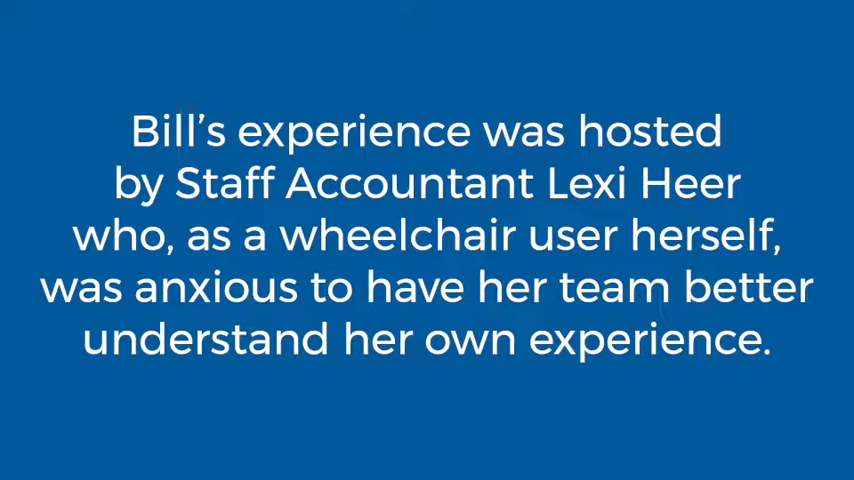 Bill’s experience was hosted
by Staff Accountant Lexi Heer
who, as a wheelchair user herself,
was anxious to have her team better
understand her own experience.